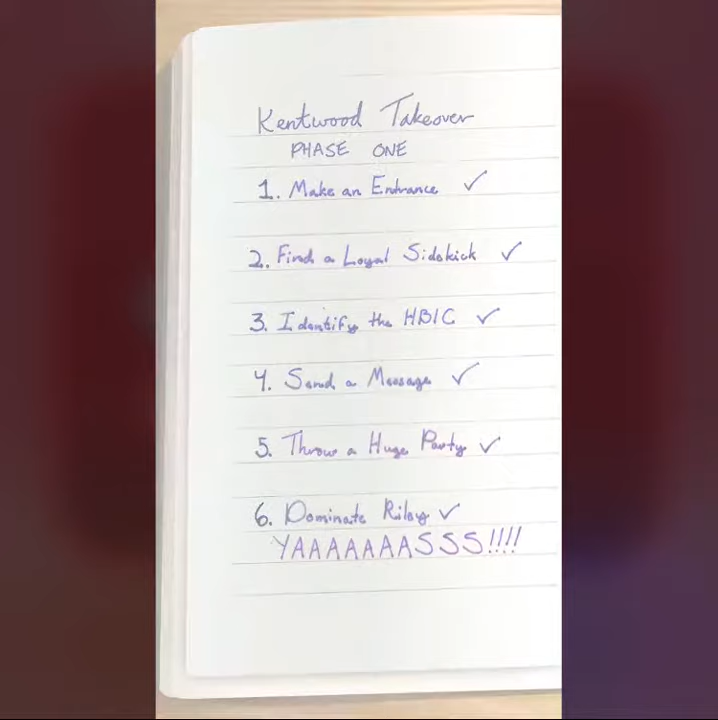 Kentwood Takeover
PHASE ONE
1. Make an Entrance ✓
2. Find a Loyal Sidekick ✓
3. Identify the HBIC ✓
4. Send a Message ✓
5. Throw a Huge Party ✓
6. Dominate Riley ✓
YAAAAAAASSS!!!!